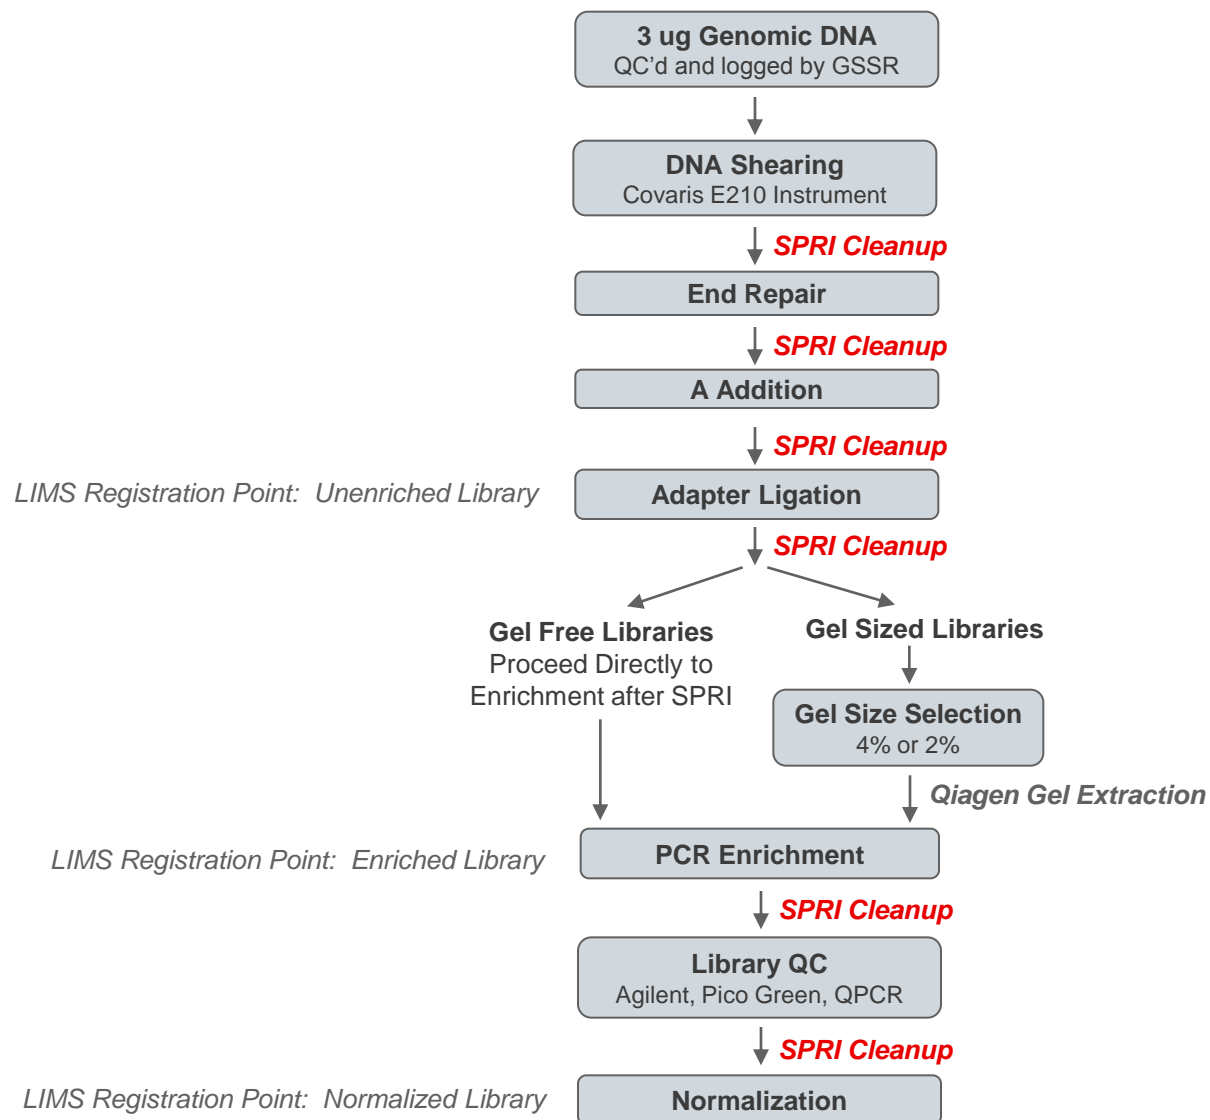 3 ug Genomic DNA
QC’d and logged by GSSR
DNA Shearing
Covaris E210 Instrument
SPRI Cleanup
End Repair
SPRI Cleanup
A Addition
SPRI Cleanup
LIMS Registration Point:  Unenriched Library
Adapter Ligation
SPRI Cleanup
Gel Free Libraries
Proceed Directly to
Enrichment after SPRI
Gel Sized Libraries
Gel Size Selection
4% or 2%
Qiagen Gel Extraction
LIMS Registration Point:  Enriched Library
PCR Enrichment
SPRI Cleanup
Library QC
Agilent, Pico Green, QPCR
SPRI Cleanup
LIMS Registration Point:  Normalized Library
Normalization